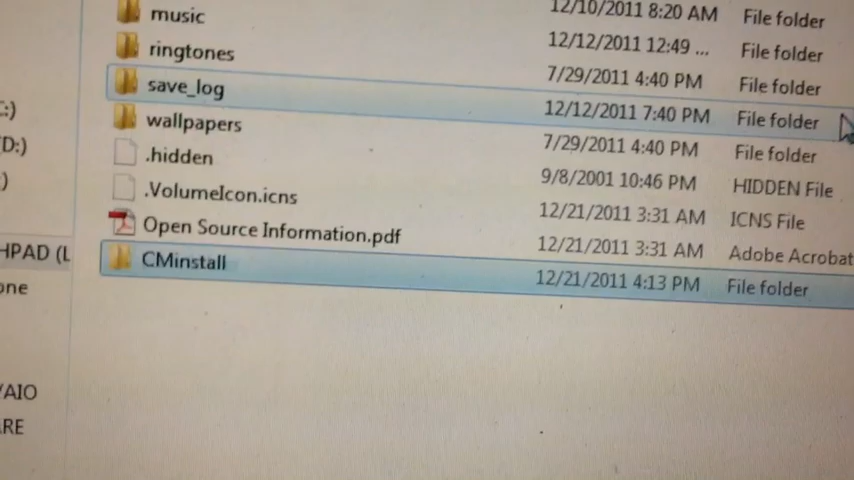 12/10/2011 8:20 AM File folder
music 12/12/2011 12:49 ... File folder
ringtones 7/29/2011 4:40 PM File folder
save_log 12/12/2011 7:40 PM File folder
:)
wallpapers 7/29/2011 4:40 PM File folder
D:)
.hidden 9/8/2001 10:46 PM HIDDEN File
)
.VolumeIcon.icns 12/21/2011 3:31 AM ICNS File
Open Source Information.pdf 12/21/2011 3:31 AM Adobe Acrobat
HPAD (L
CMinstall 12/21/2011 4:13 PM File folder
one
/AIO
RE